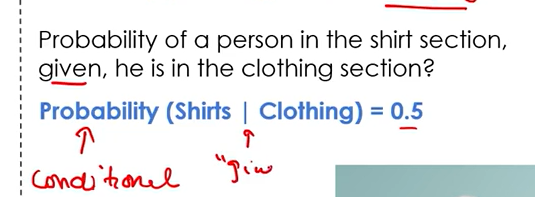 Probability of a person in the shirt section,
given, he is in the clothing section?
Probability (Shirts | Clothing) = 0.5
conditional "giv